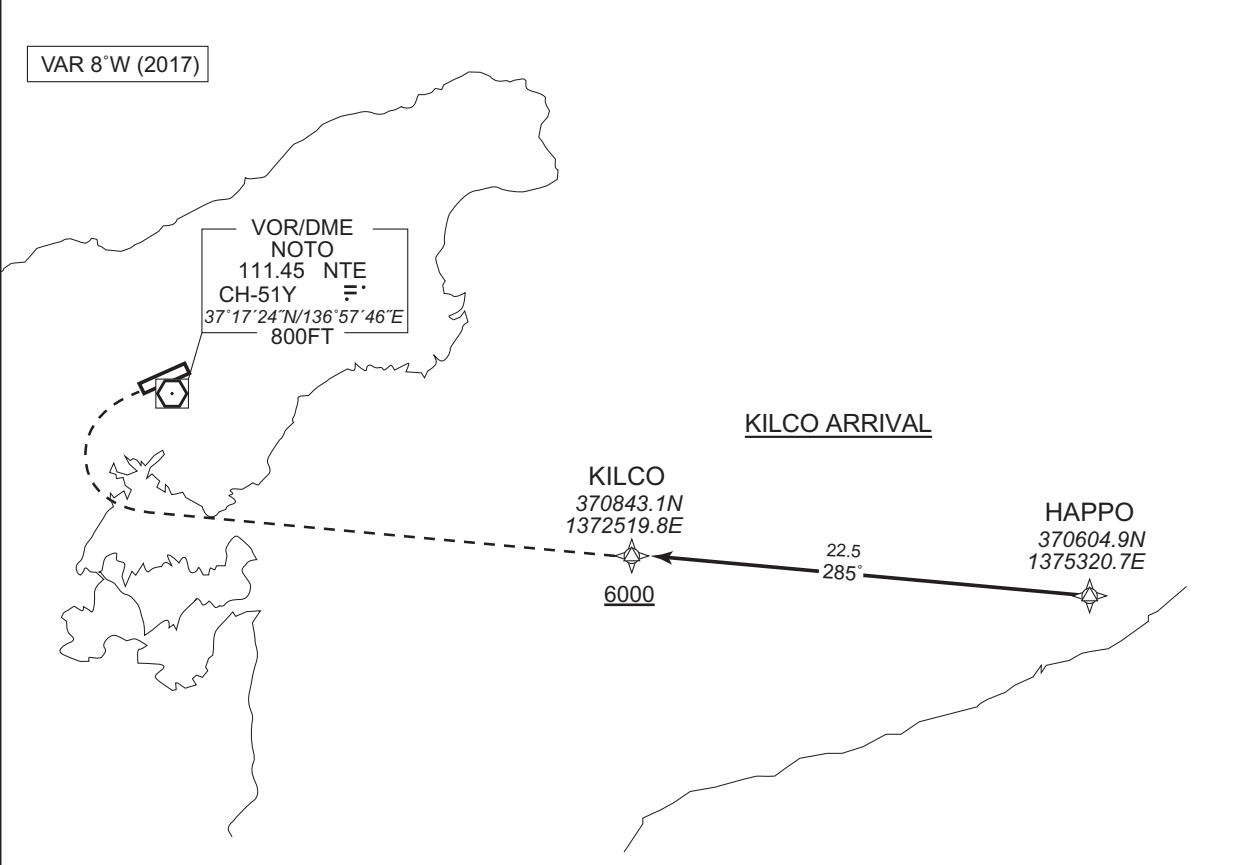 VAR 8°W (2017)
VOR/DME
NOTO
111.45 NTE
CH-51Y
37°17´24˝N/136°57´46˝E
800FT
KILCO ARRIVAL
KILCO
370843.1N
1372519.8E
6000
22.5
285°
HAPPO
370604.9N
1375320.7E